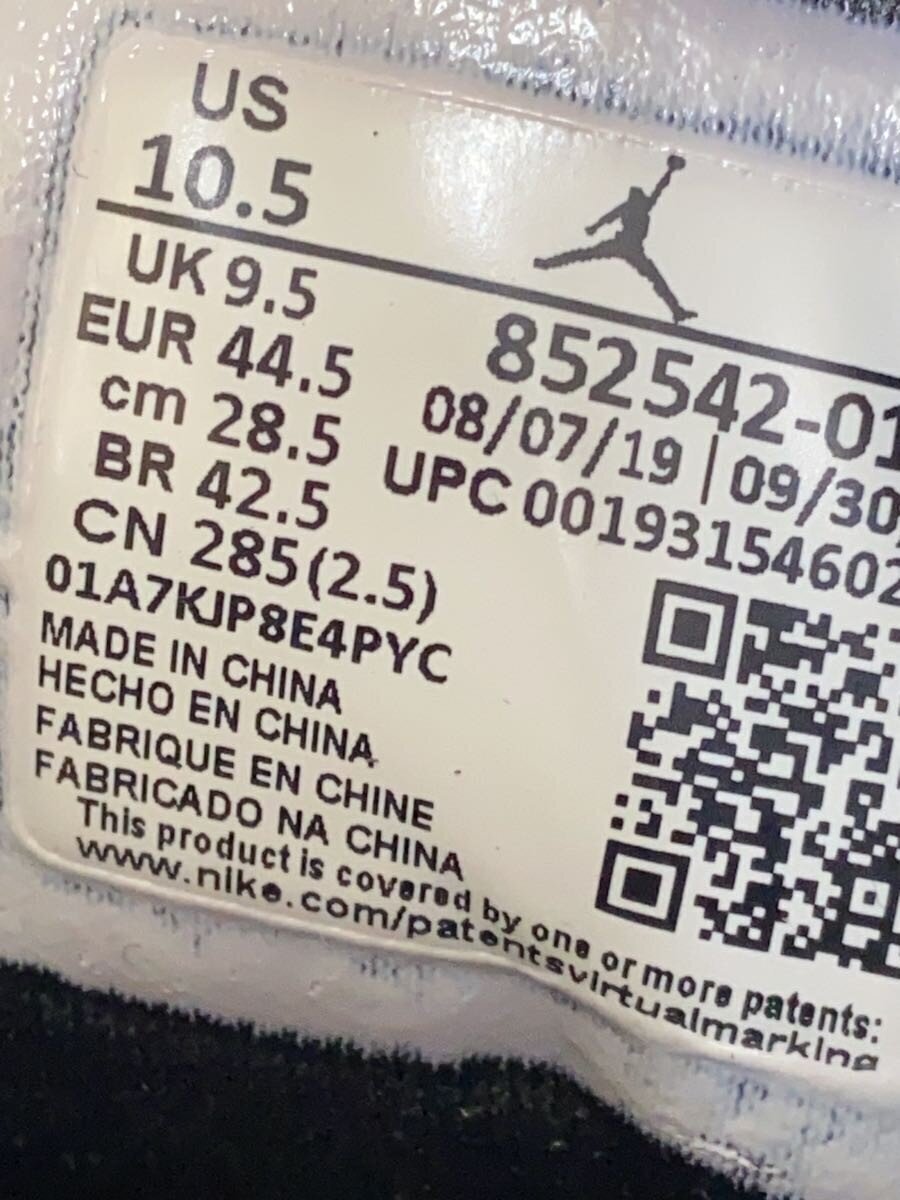 US
10.5
UK 9.5
EUR 44.5
cm 28.5
BR 42.5
CN 285(2.5)
01A7KJP8E4PYC
852542-01
08/07/19 | 09/30/
UPC 00193154602
MADE IN CHINA
HECHO EN CHINA
FABRIQUE EN CHINE
FABRICADO NA CHINA
This product is covered by one or more patents:
www.nike.com/patentsvirtualmarking